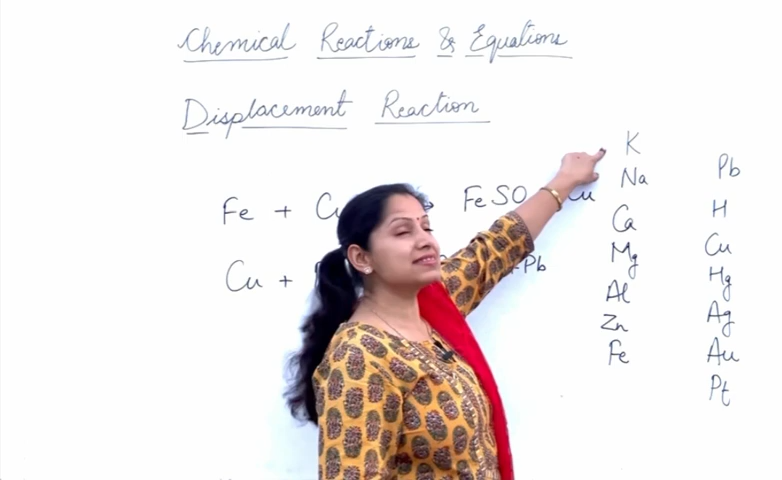 Chemical Reactions & Equations
Displacement Reaction
Fe + FeSO Cu
Cu + Pb
K
Na
Ca
Mg
Al
Zn
Fe
Pb
H
Cu
Hg
Ag
Au
Pt